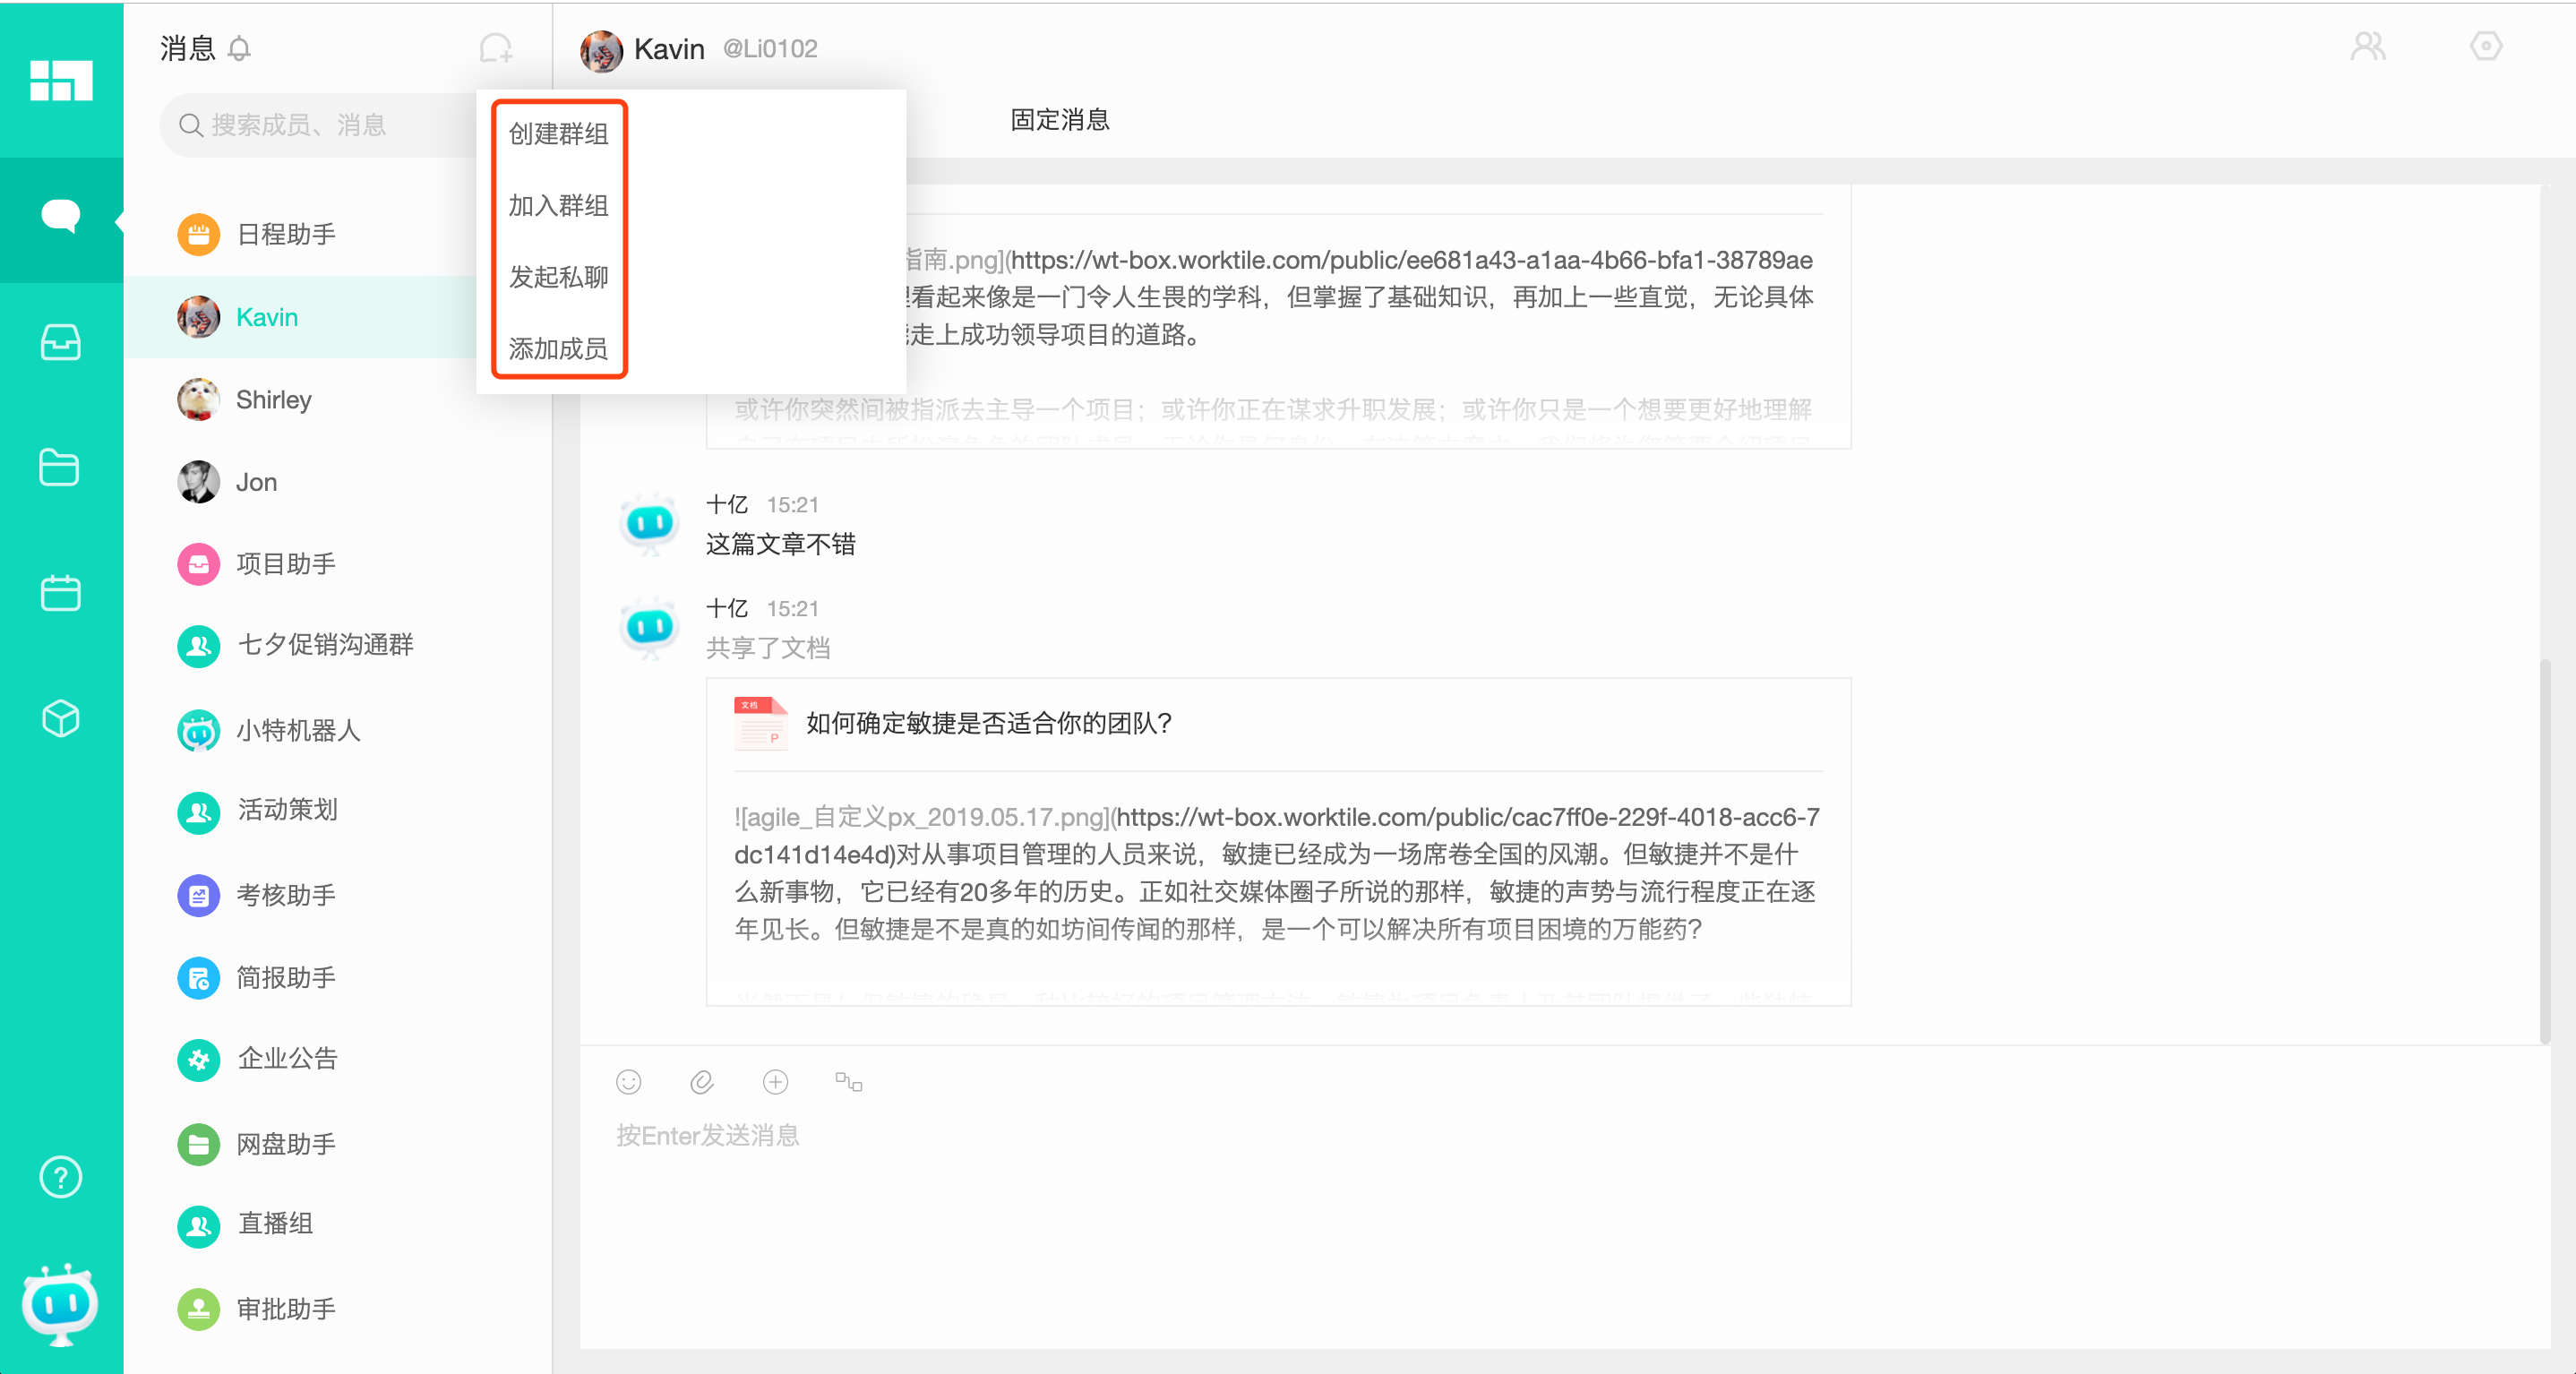 消息
搜索成员、消息
日程助手
Kavin
Shirley
Jon
项目助手
七夕促销沟通群
小特机器人
活动策划
考核助手
简报助手
企业公告
网盘助手
直播组
审批助手
创建群组
加入群组
发起私聊
添加成员
Kavin @Li0102
固定消息
指南.png](https://wt-box.worktile.com/public/ee681a43-a1aa-4b66-bfa1-38789ae
看起来像是一门令人生畏的学科，但掌握了基础知识，再加上一些直觉，无论具体
走上成功领导项目的道路。
或许你突然间被指派去主导一个项目；或许你正在谋求升职发展；或许你只是一个想要更好地理解
十亿 15:21
这篇文章不错
十亿 15:21
共享了文档
文档
P
如何确定敏捷是否适合你的团队？
![agile_自定义px_2019.05.17.png](https://wt-box.worktile.com/public/cac7ff0e-229f-4018-acc6-7
dc141d14e4d)对从事项目管理的人员来说，敏捷已经成为一场席卷全国的风潮。但敏捷并不是什
么新事物，它已经有20多年的历史。正如社交媒体圈子所说的那样，敏捷的声势与流行程度正在逐
年见长。但敏捷是不是真的如坊间传闻的那样，是一个可以解决所有项目困境的万能药？
按Enter发送消息